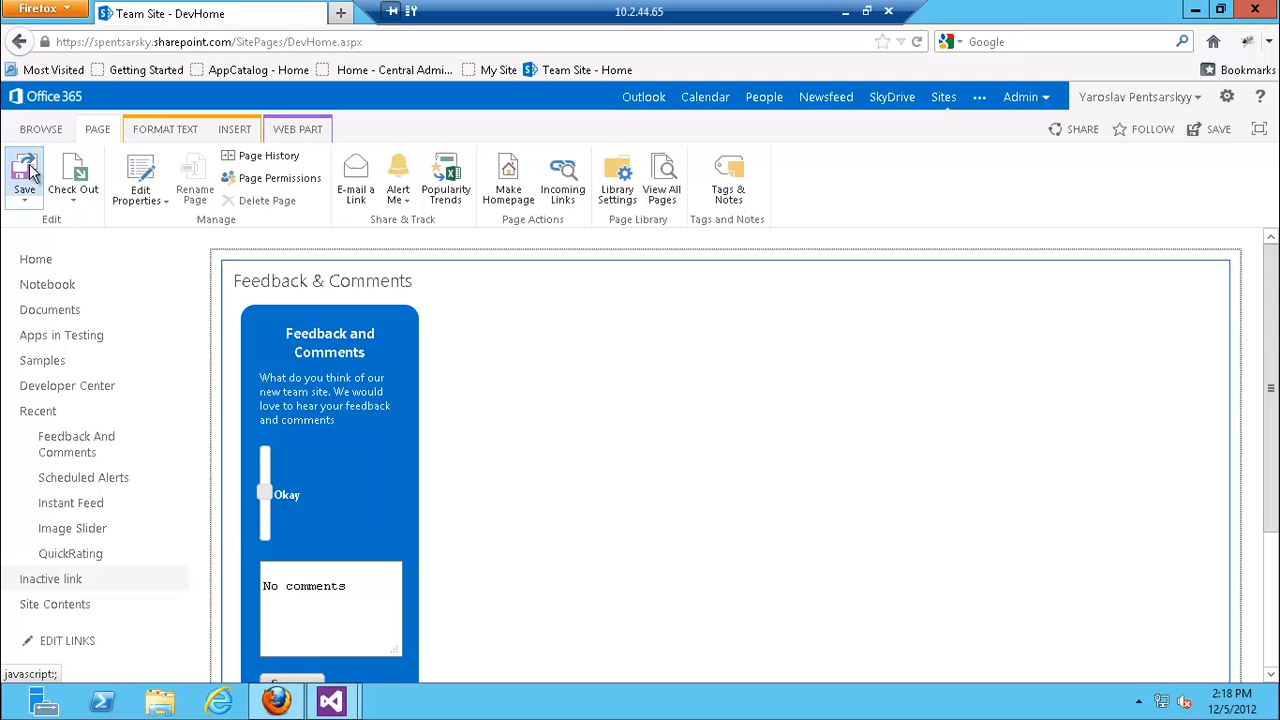 Firefox
Team Site - DevHome
10.2.44.65
https://spentsarsky.sharepoint.com/SitePages/DevHome.aspx
Google
Most Visited
Getting Started
AppCatalog - Home
Home - Central Admi...
My Site
Team Site - Home
Bookmarks
Office 365
Outlook
Calendar
People
Newsfeed
SkyDrive
Sites
Admin
Yaroslav Pentsarskyy
?
BROWSE
PAGE
FORMAT TEXT
INSERT
WEB PART
SHARE
FOLLOW
SAVE
Save
Check Out
Edit
Edit
Properties
Rename
Page
Page History
Page Permissions
Delete Page
Manage
E-mail a
Link
Alert
Me
Popularity
Trends
Share & Track
Make
Homepage
Incoming
Links
Page Actions
Library
Settings
View All
Pages
Page Library
Tags &
Notes
Tags and Notes
Home
Notebook
Documents
Apps in Testing
Samples
Developer Center
Recent
Feedback And
Comments
Scheduled Alerts
Instant Feed
Image Slider
QuickRating
Inactive link
Site Contents
EDIT LINKS
Feedback & Comments
Feedback and
Comments
What do you think of our
new team site. We would
love to hear your feedback
and comments
Okay
No comments
javascript:;
2:18 PM
12/5/2012